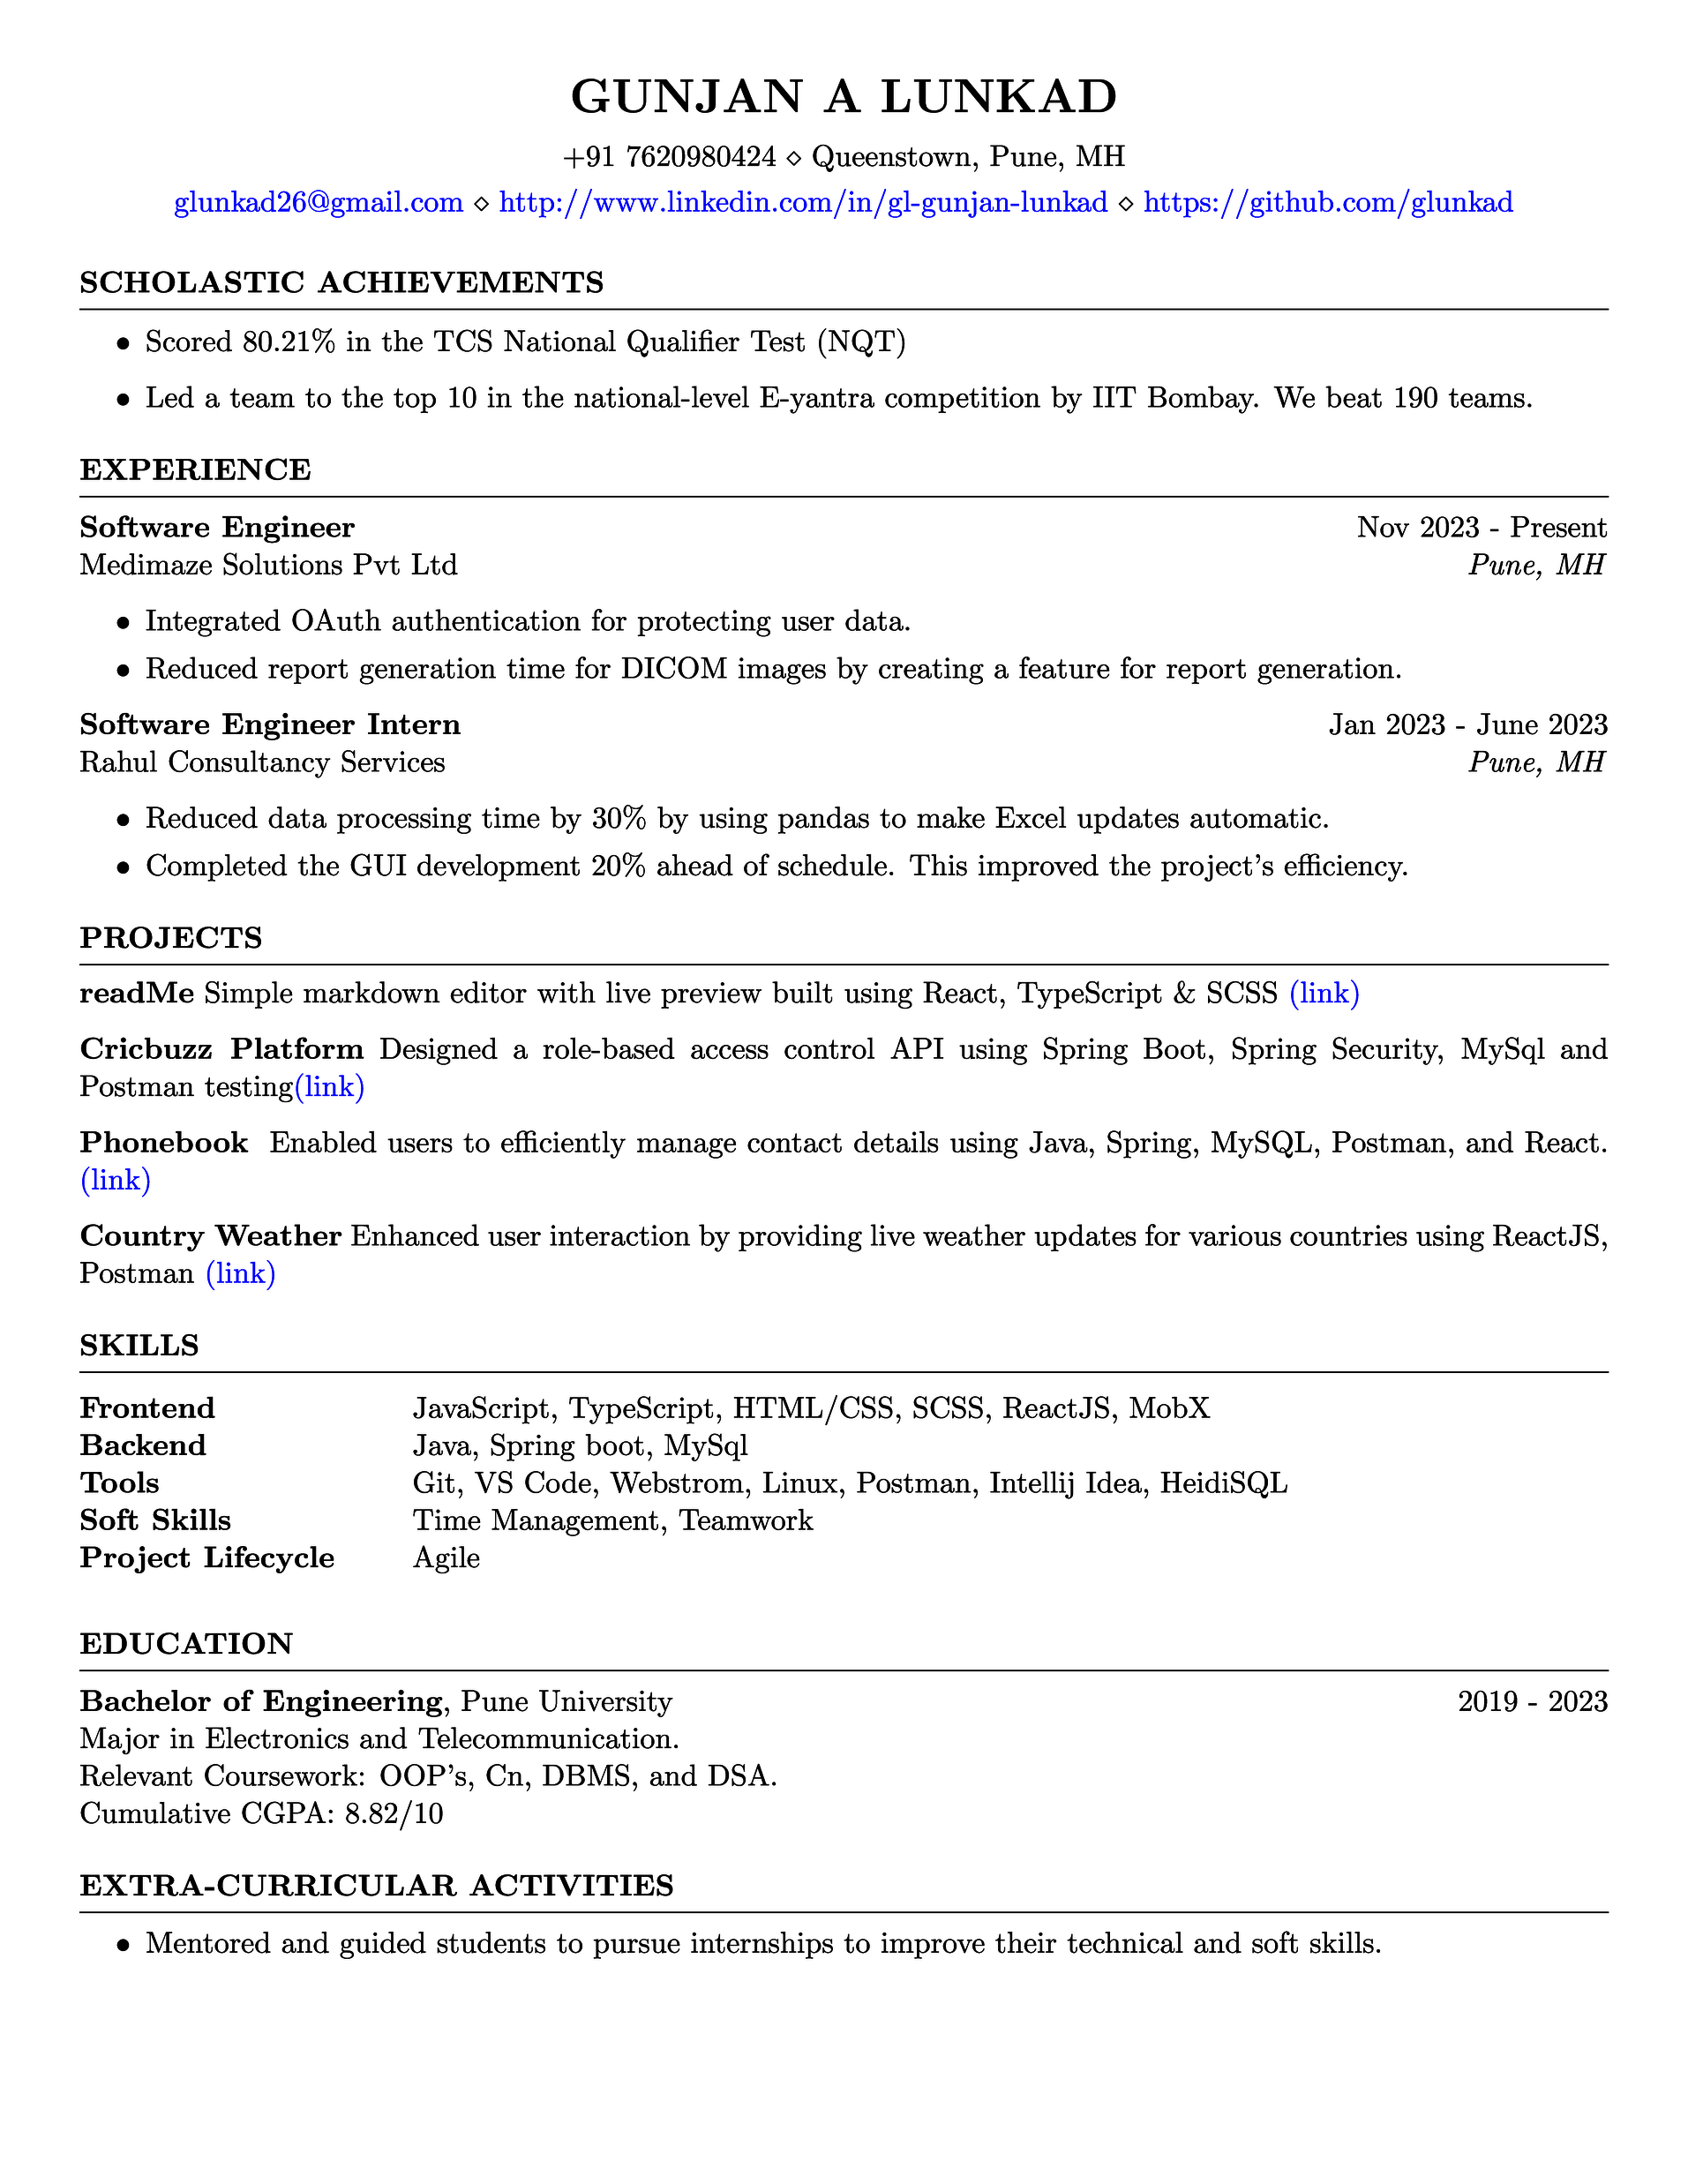 GUNJAN A LUNKAD
+91 7620980424 ⋄ Queenstown, Pune, MH
glunkad26@gmail.com ⋄ http://www.linkedin.com/in/gl-gunjan-lunkad ⋄ https://github.com/glunkad
SCHOLASTIC ACHIEVEMENTS
• Scored 80.21% in the TCS National Qualifier Test (NQT)
• Led a team to the top 10 in the national-level E-yantra competition by IIT Bombay. We beat 190 teams.
EXPERIENCE
Software Engineer Nov 2023 - Present
Medimaze Solutions Pvt Ltd Pune, MH
• Integrated OAuth authentication for protecting user data.
• Reduced report generation time for DICOM images by creating a feature for report generation.
Software Engineer Intern Jan 2023 - June 2023
Rahul Consultancy Services Pune, MH
• Reduced data processing time by 30% by using pandas to make Excel updates automatic.
• Completed the GUI development 20% ahead of schedule. This improved the project's efficiency.
PROJECTS
readMe Simple markdown editor with live preview built using React, TypeScript & SCSS (link)
Cricbuzz Platform Designed a role-based access control API using Spring Boot, Spring Security, MySql and
Postman testing(link)
Phonebook Enabled users to efficiently manage contact details using Java, Spring, MySQL, Postman, and React.
(link)
Country Weather Enhanced user interaction by providing live weather updates for various countries using ReactJS,
Postman (link)
SKILLS
Frontend JavaScript, TypeScript, HTML/CSS, SCSS, ReactJS, MobX
Backend Java, Spring boot, MySql
Tools Git, VS Code, Webstrom, Linux, Postman, Intellij Idea, HeidiSQL
Soft Skills Time Management, Teamwork
Project Lifecycle Agile
EDUCATION
Bachelor of Engineering, Pune University 2019 - 2023
Major in Electronics and Telecommunication.
Relevant Coursework: OOP's, Cn, DBMS, and DSA.
Cumulative CGPA: 8.82/10
EXTRA-CURRICULAR ACTIVITIES
• Mentored and guided students to pursue internships to improve their technical and soft skills.